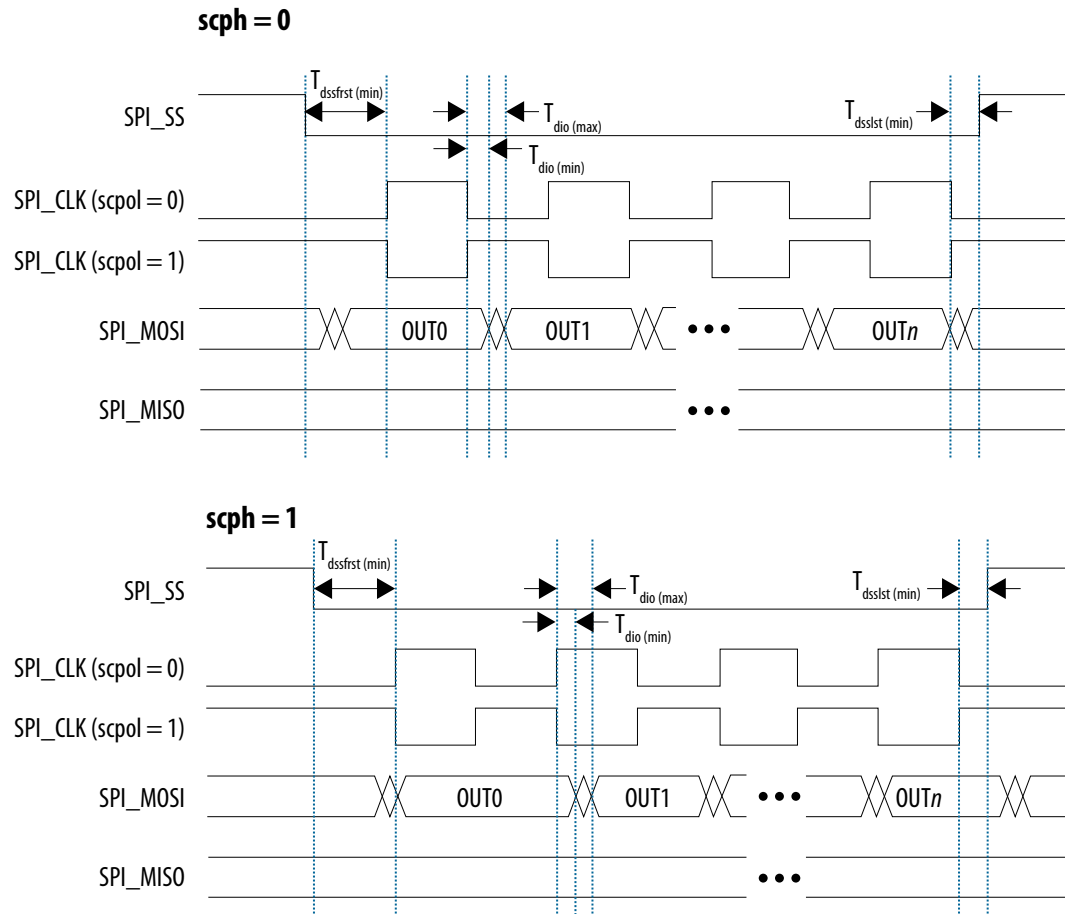 scph = 0
T dssfrst (min)
SPI_SS
T dio (max)
T dsslst (min)
T dio (min)
SPI_CLK (scpol = 0)
SPI_CLK (scpol = 1)
SPI_MOSI
OUT0
OUT1
•••
OUTn
SPI_MISO
•••
scph = 1
T dssfrst (min)
SPI_SS
T dio (max)
T dsslst (min)
T dio (min)
SPI_CLK (scpol = 0)
SPI_CLK (scpol = 1)
SPI_MOSI
OUT0
OUT1
•••
OUTn
SPI_MISO
•••